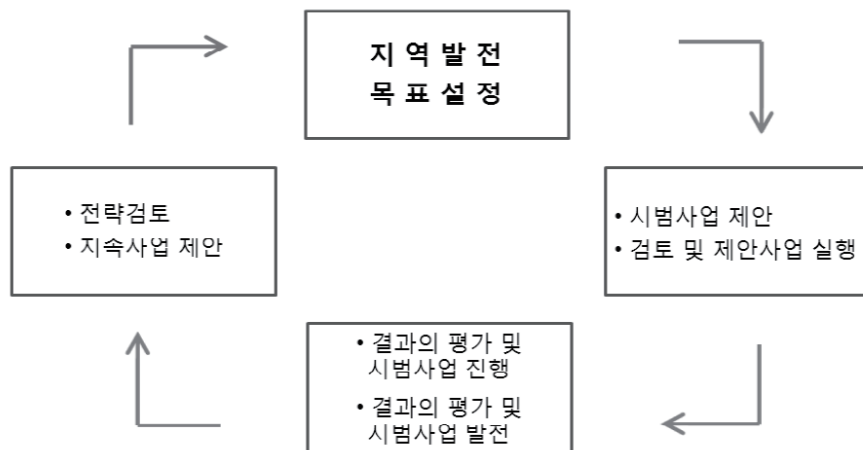 지 역 발 전
목 표 설 정
• 전략검토
• 지속사업 제안
• 시범사업 제안
• 검토 및 제안사업 실행
• 결과의 평가 및
시범사업 진행
• 결과의 평가 및
시범사업 발전